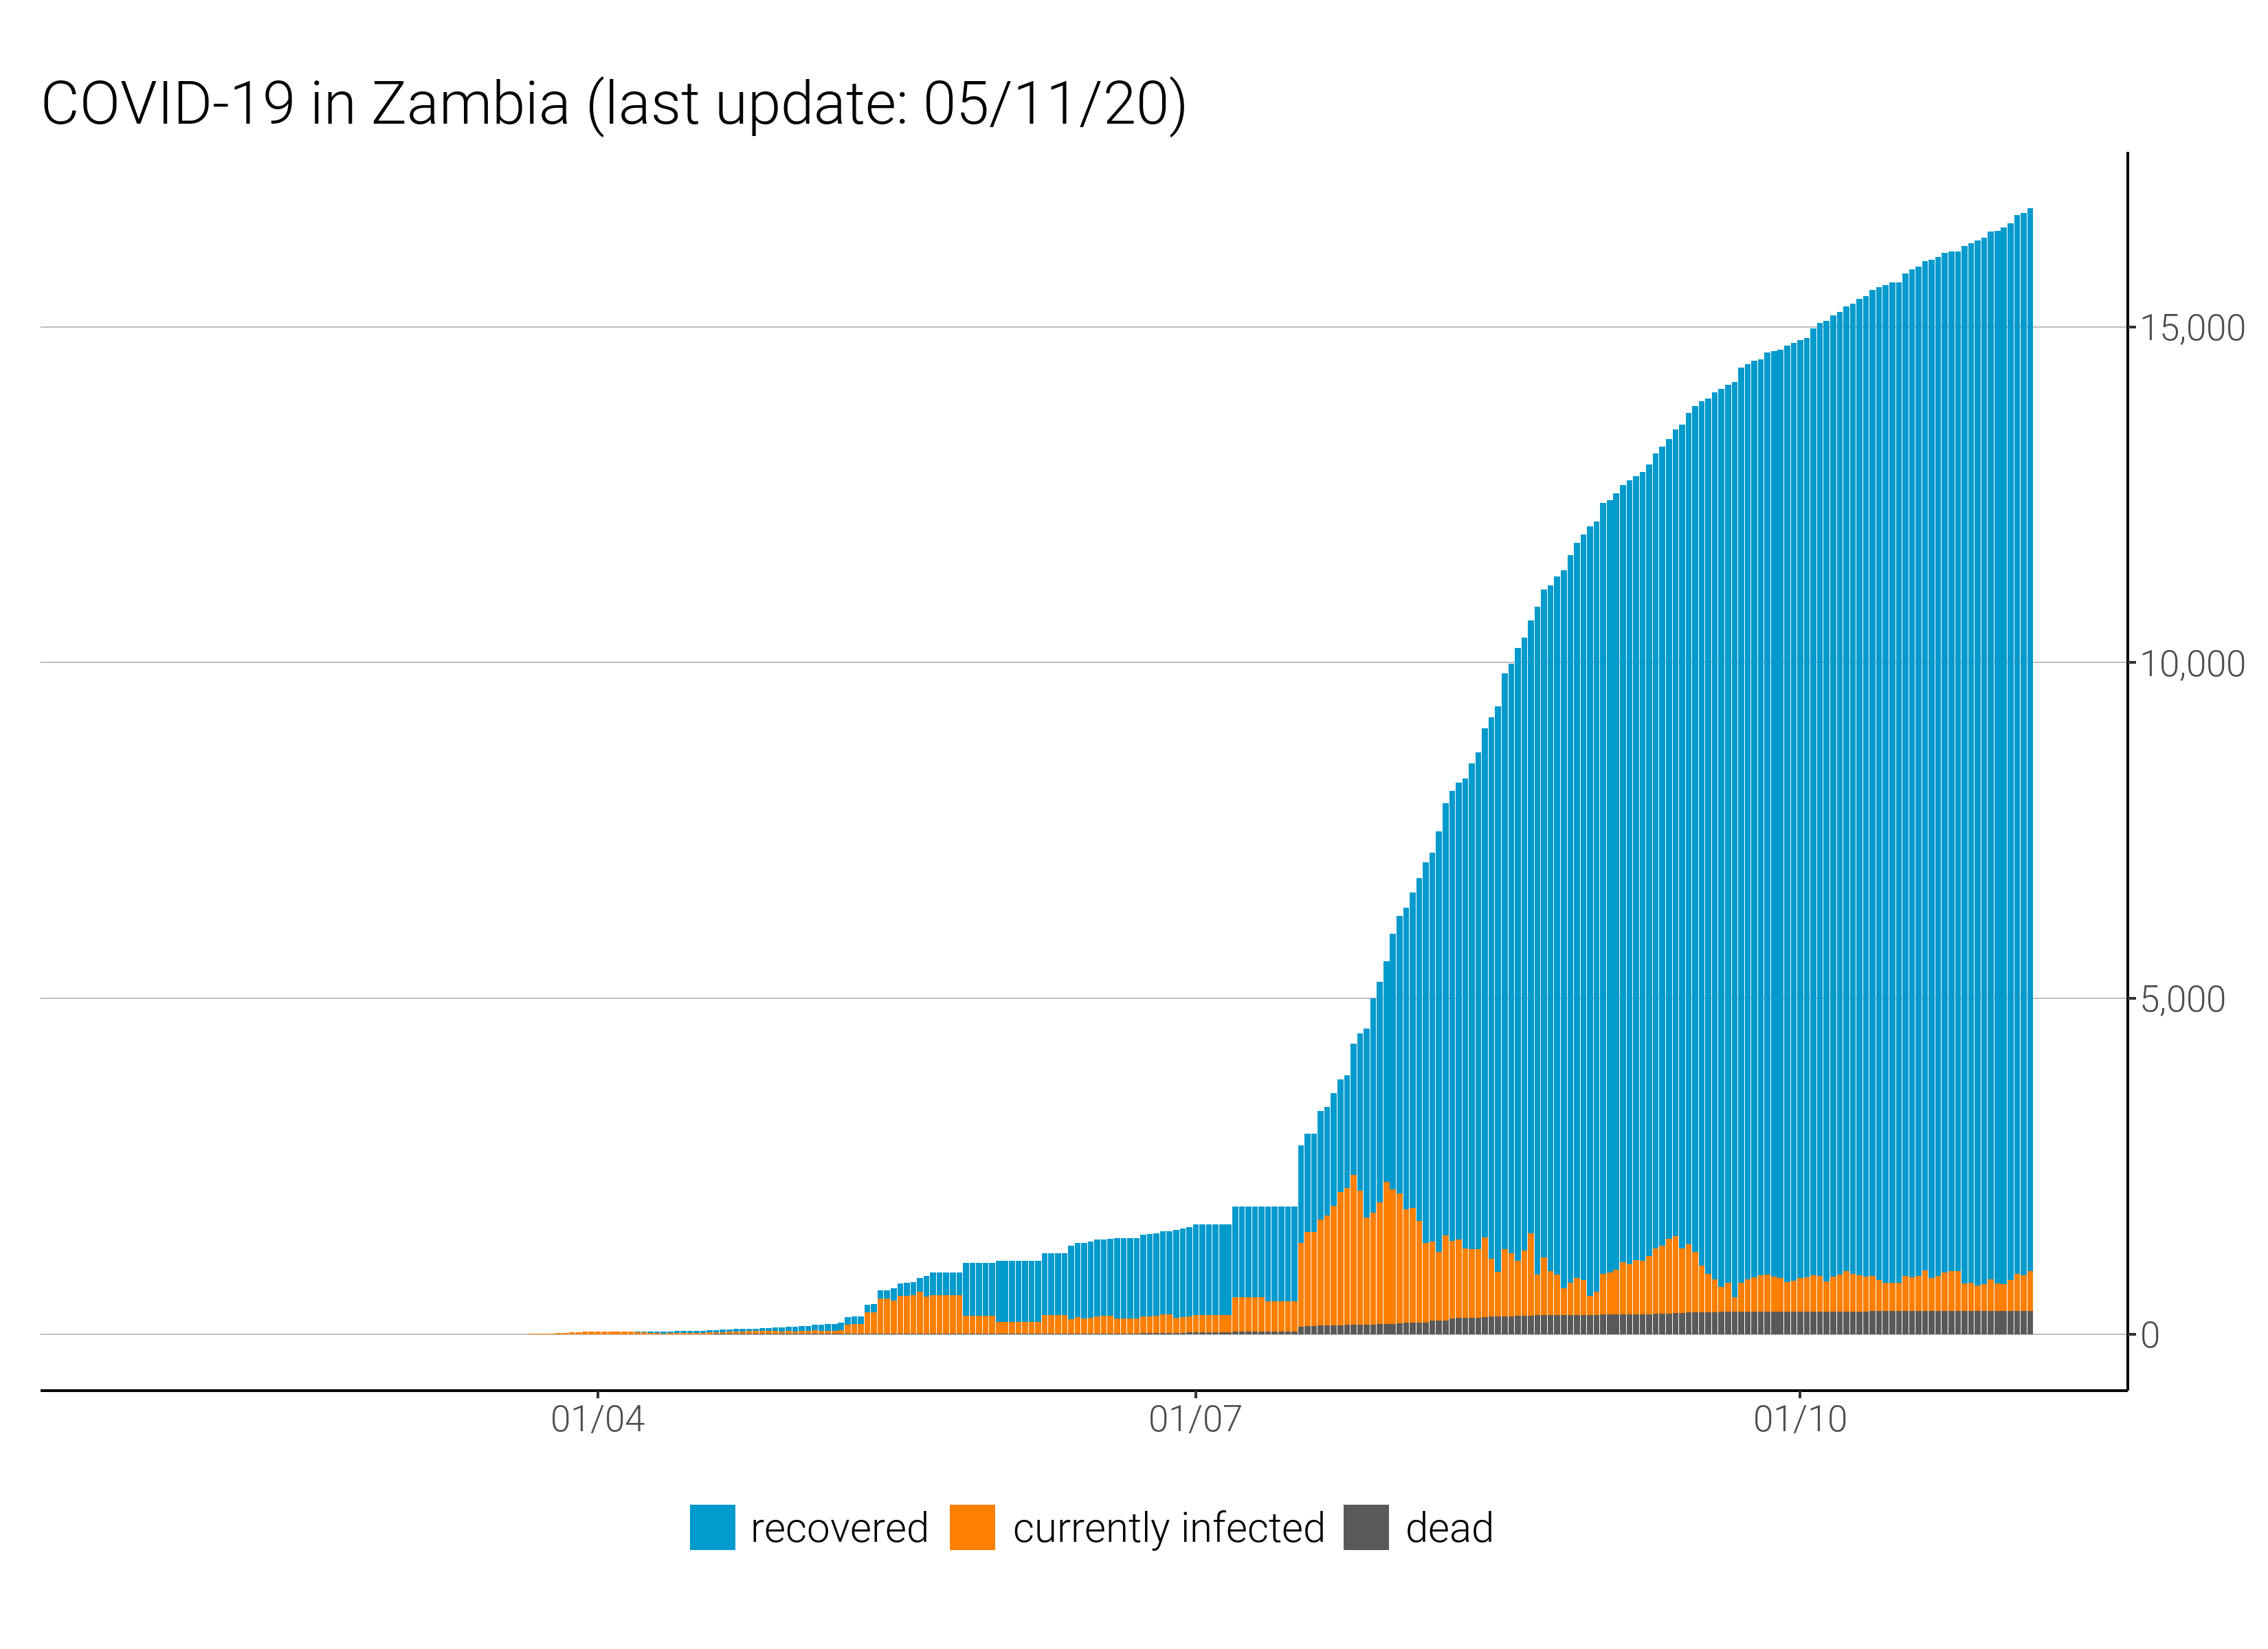 COVID-19 in Zambia (last update: 05/11/20)
15,000
10,000
5,000
0
01/04 01/07 01/10
recovered currently infected dead